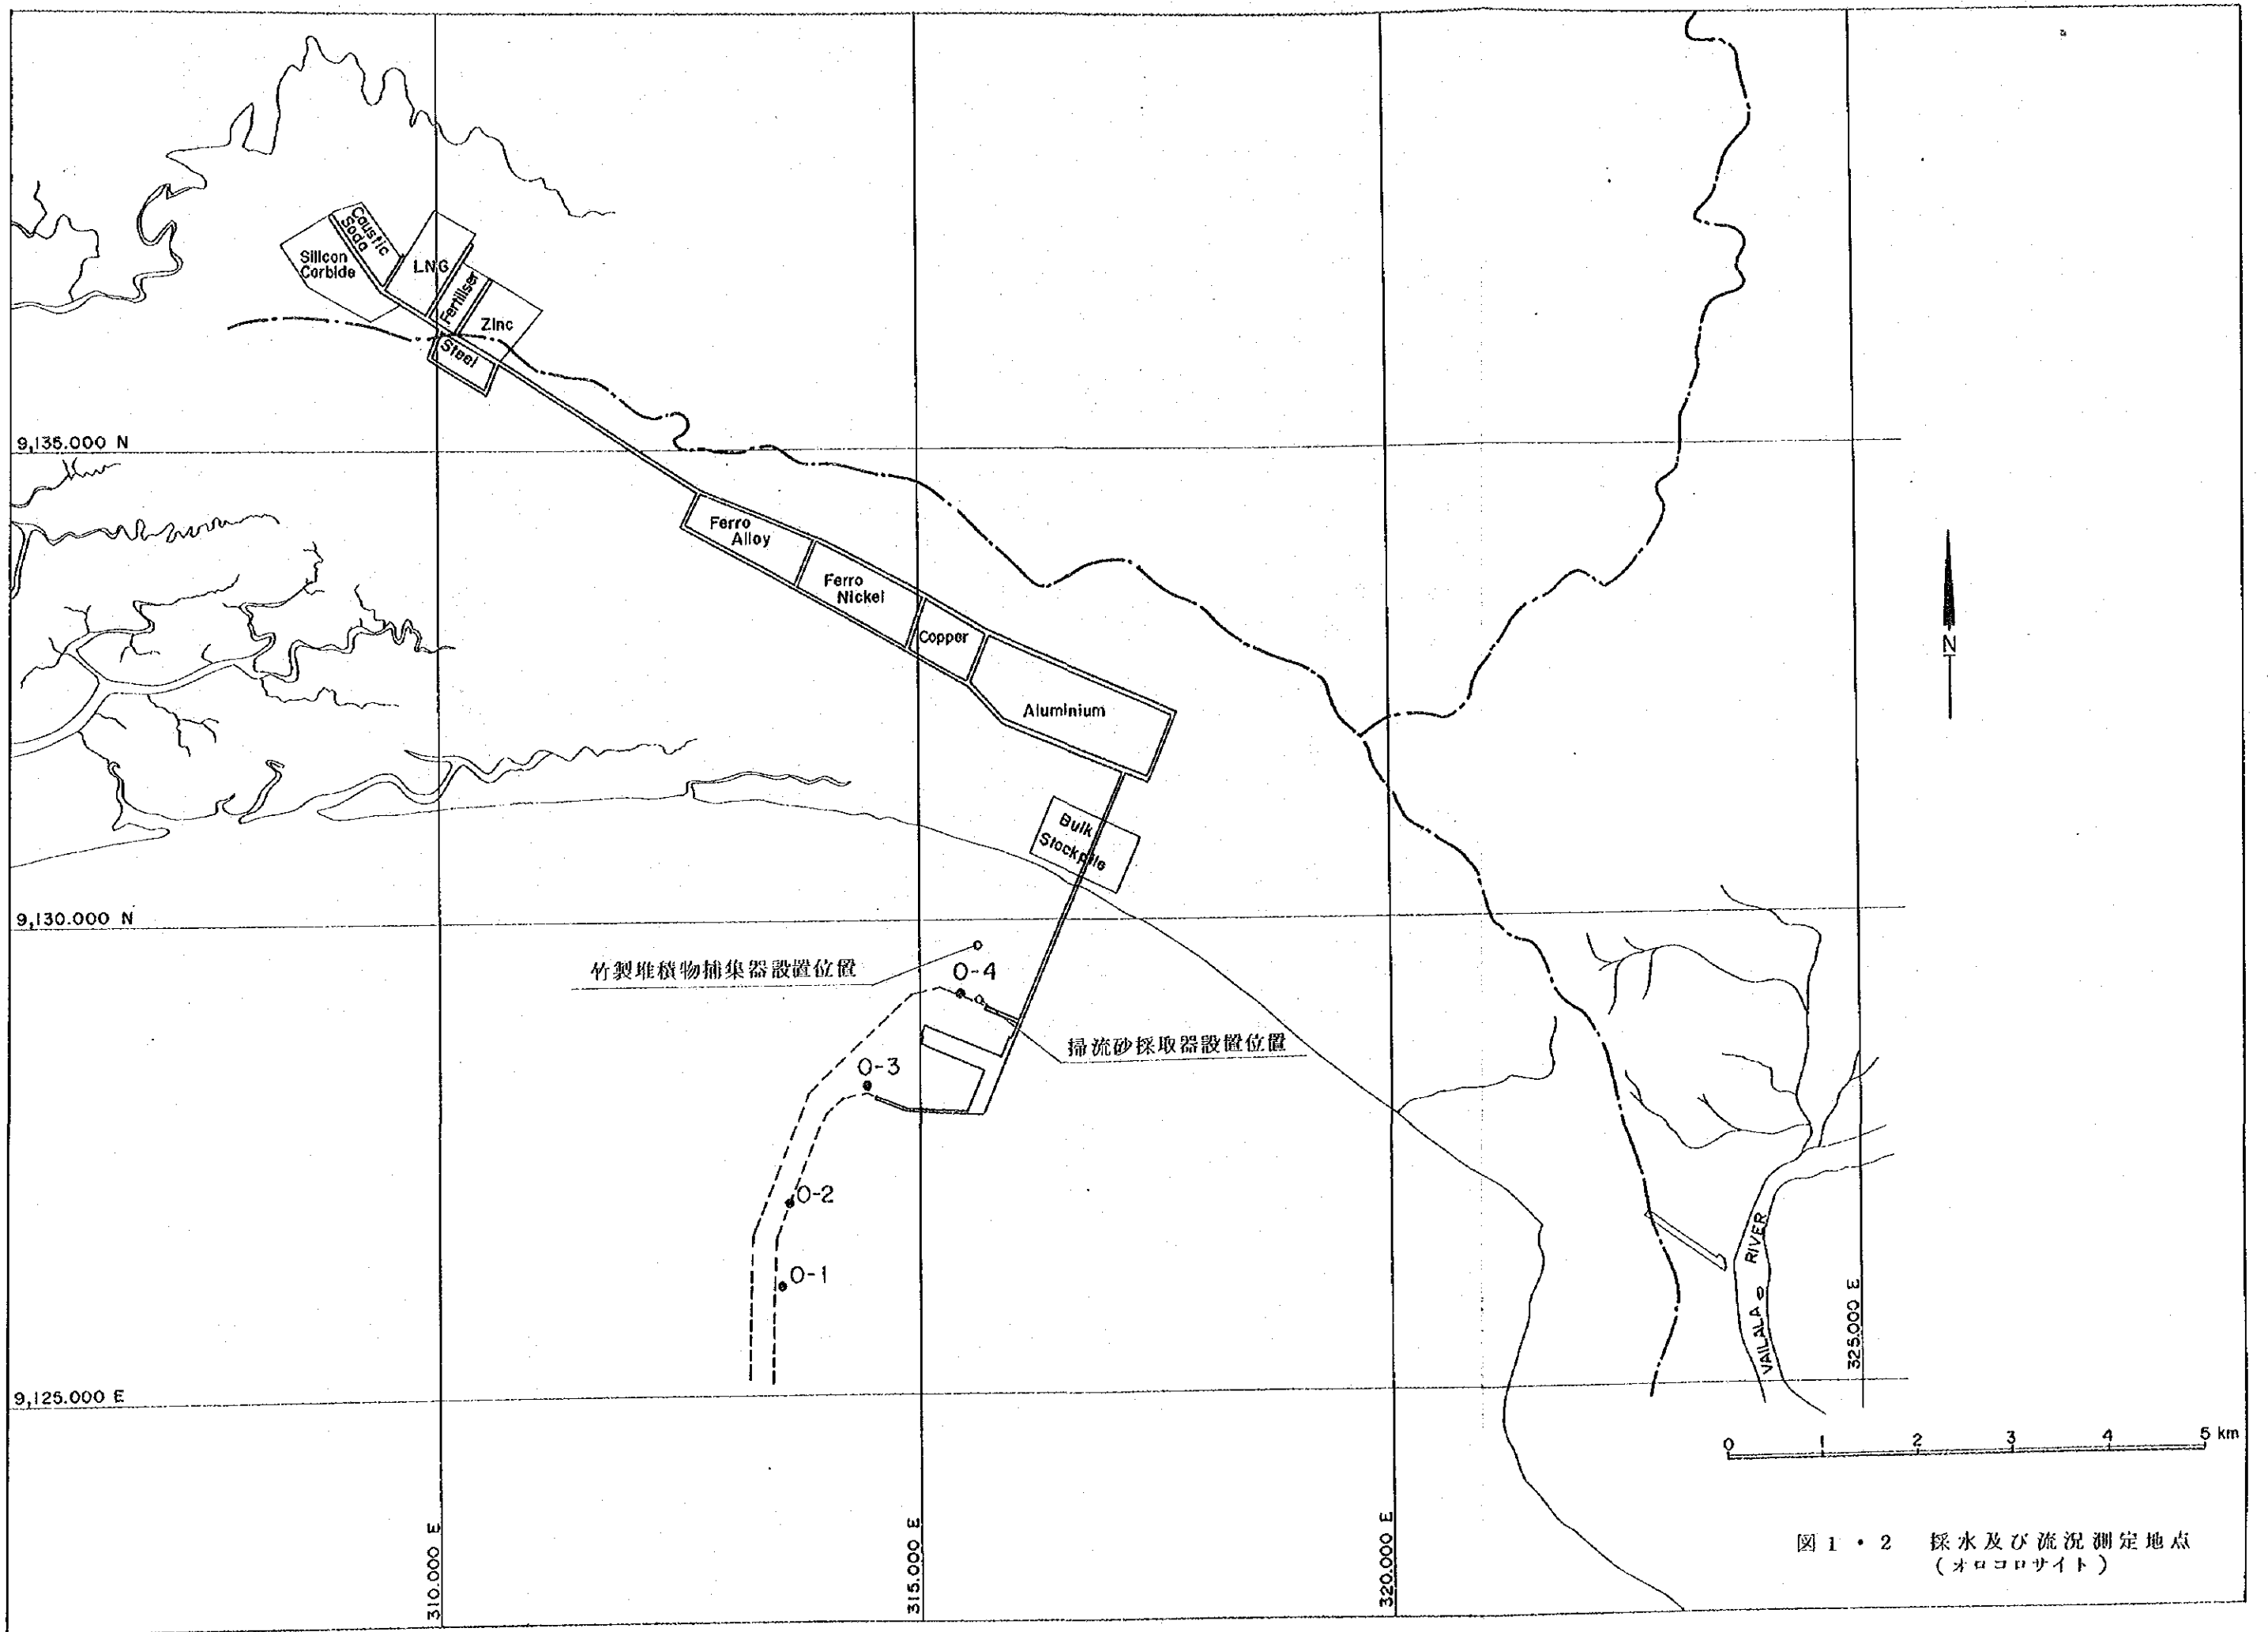 Caustic
Soda
Silicon
Carbide
LNG
Fertiliser
Zinc
Steel
9,135.000 N
Ferro
Alloy
Ferro
Nickel
Copper
Aluminium
N
Bulk
Stockpile
9,130.000 N
竹製堆積物捕集器設置位置
O-4
掃流砂採取器設置位置
O-3
O-2
O-1
VAILALA RIVER
325.000 E
9,125.000 E
0 1 2 3 4 5 km
310.000 E
315.000 E
320.000 E
図1・2 採水及び流況測定地点
(オロコロサイト)